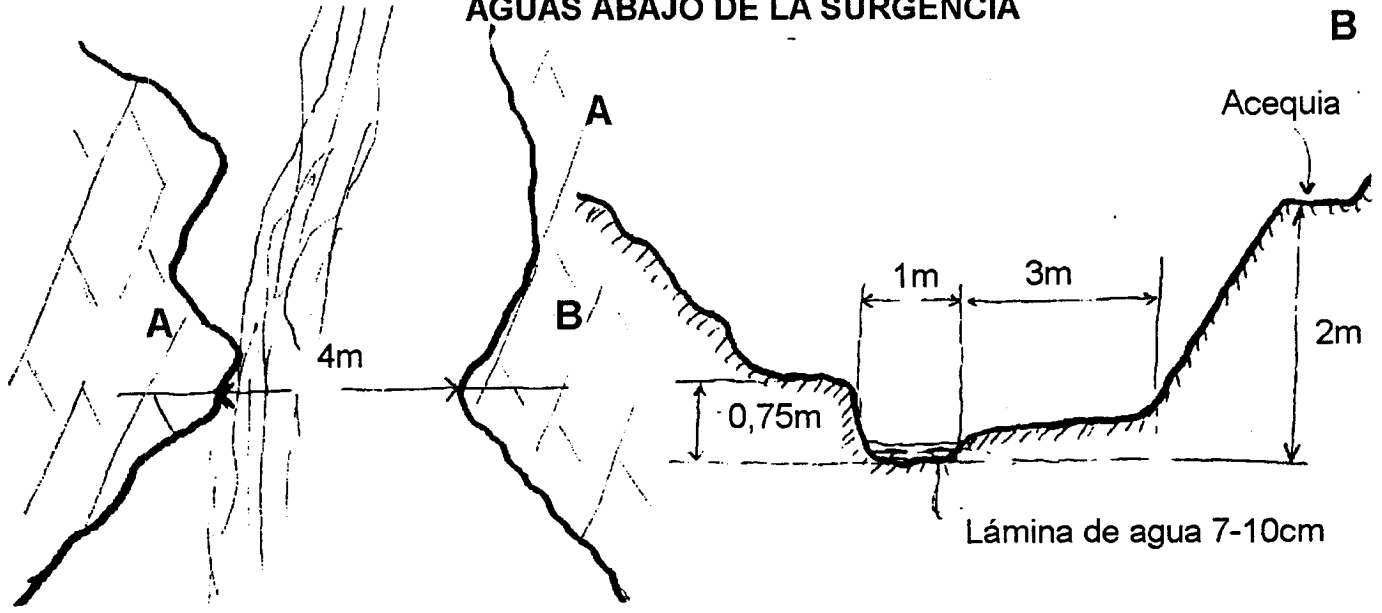 AGUAS ABAJO DE LA SURGENCIA
B
A
Acequia
1m
3m
A
B
4m
2m
0,75m
Lámina de agua 7-10cm